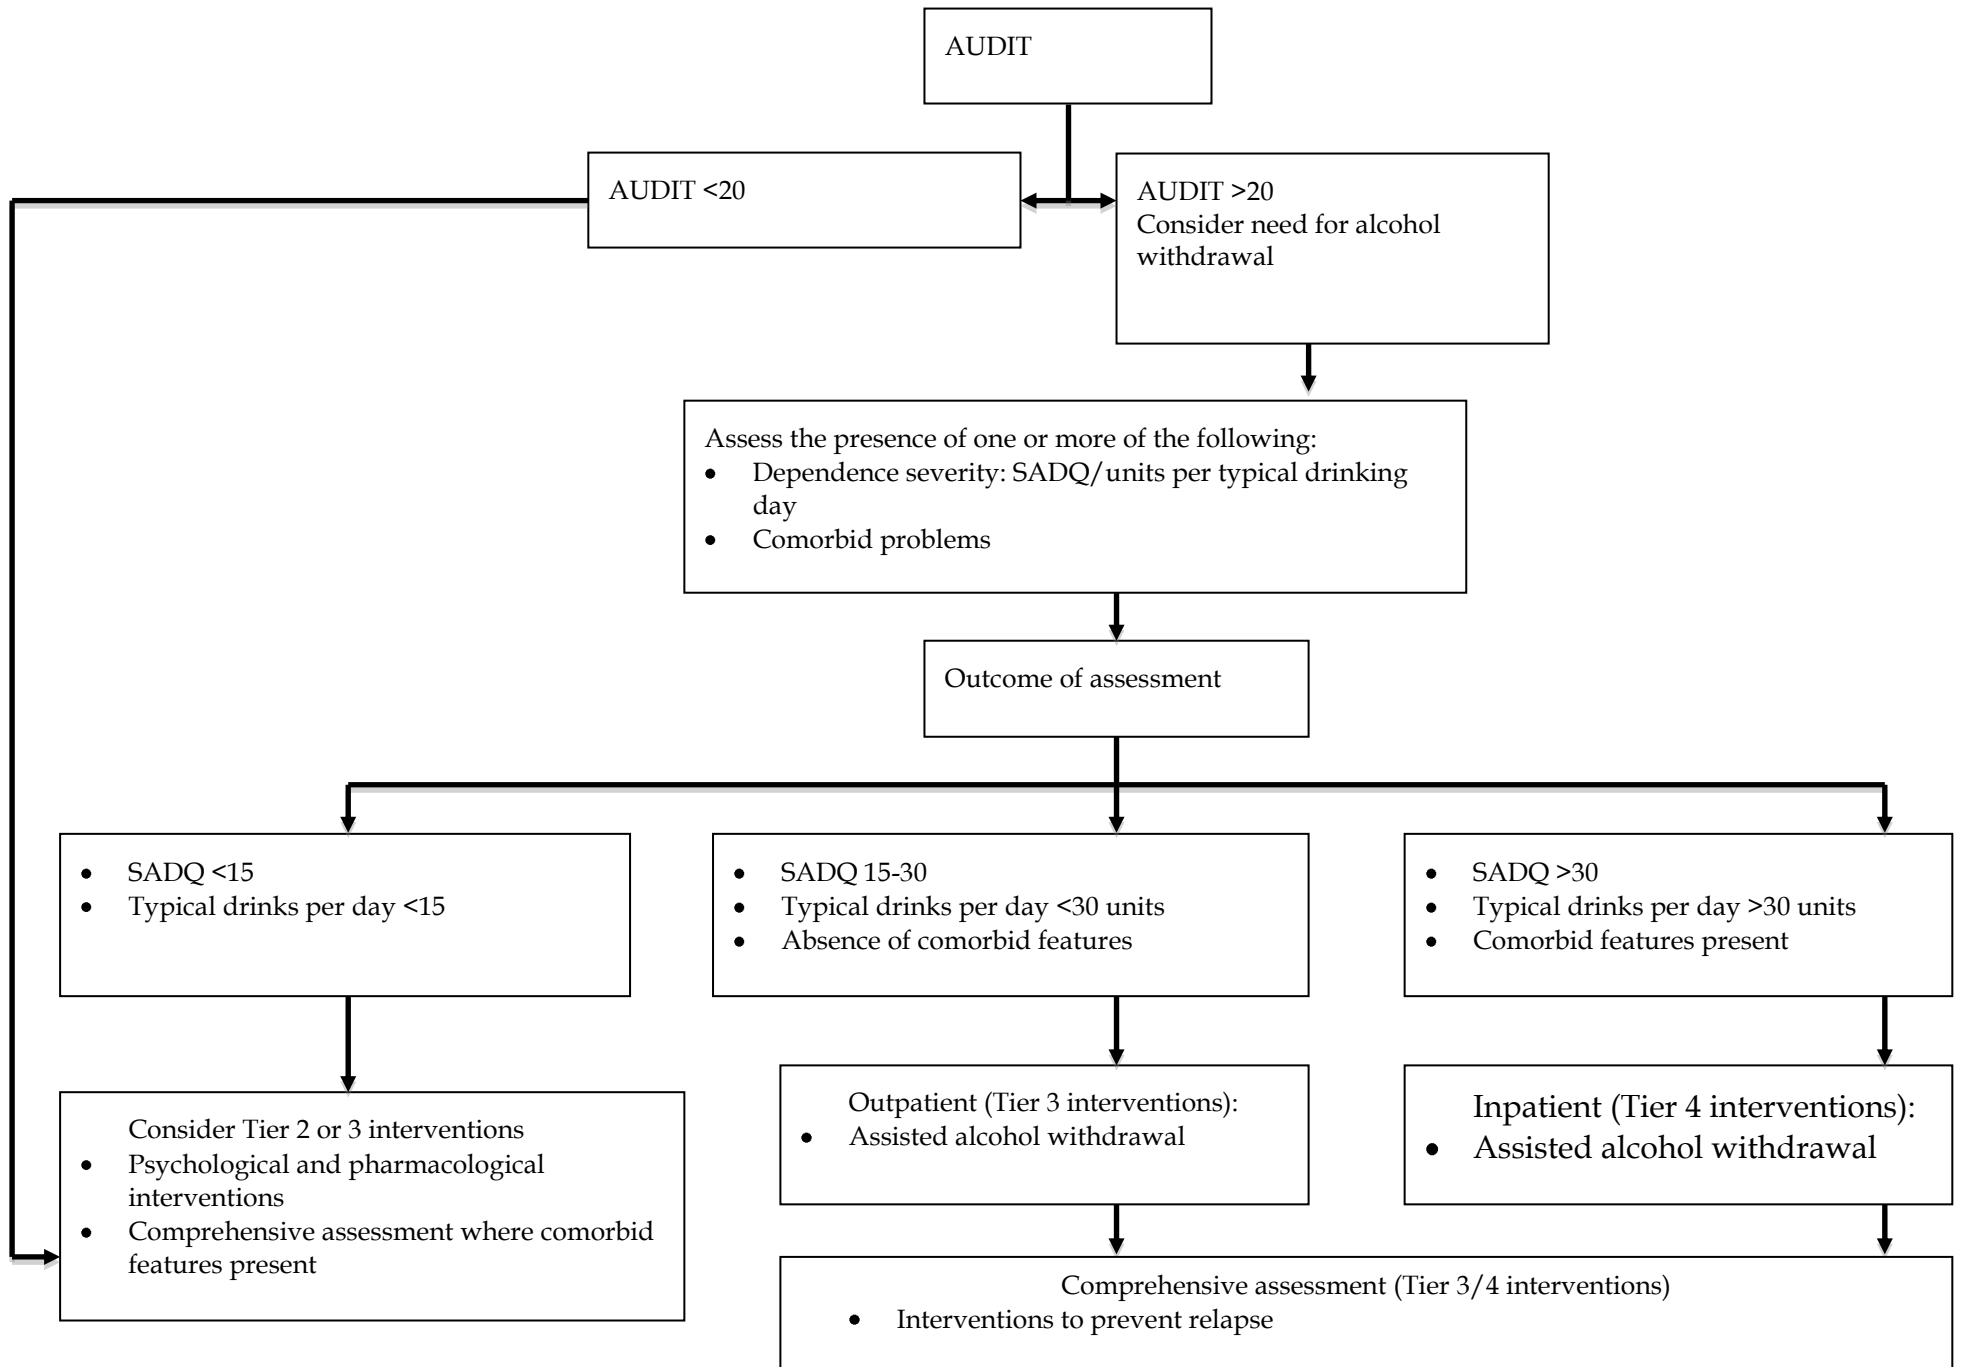 AUDIT
AUDIT <20
AUDIT >20
Consider need for alcohol
withdrawal
Assess the presence of one or more of the following:
• Dependence severity: SADQ/units per typical drinking
day
• Comorbid problems
Outcome of assessment
• SADQ <15
• Typical drinks per day <15
• SADQ 15-30
• Typical drinks per day <30 units
• Absence of comorbid features
• SADQ >30
• Typical drinks per day >30 units
• Comorbid features present
Consider Tier 2 or 3 interventions
• Psychological and pharmacological
interventions
• Comprehensive assessment where comorbid
features present
Outpatient (Tier 3 interventions):
• Assisted alcohol withdrawal
Inpatient (Tier 4 interventions):
• Assisted alcohol withdrawal
Comprehensive assessment (Tier 3/4 interventions)
• Interventions to prevent relapse